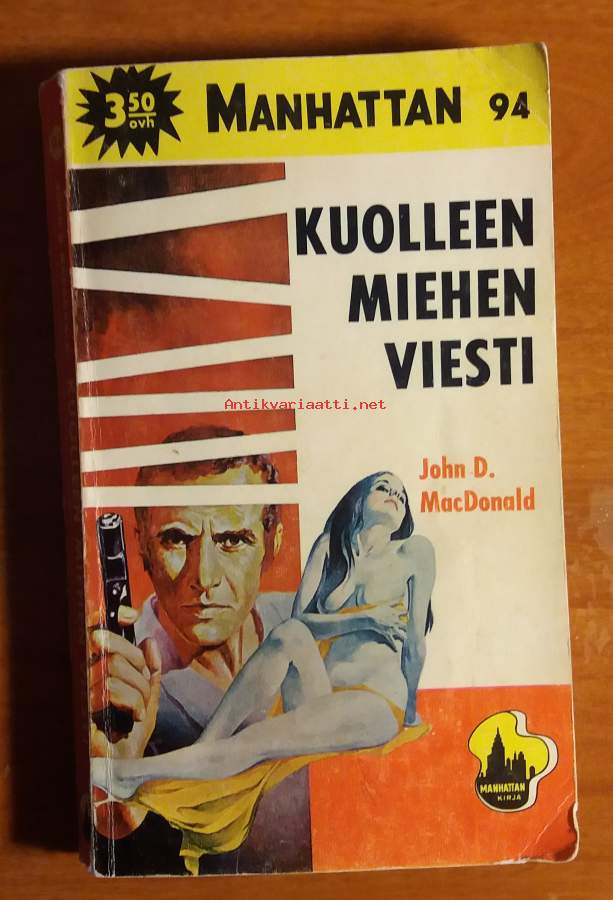 3 50
ovh
MANHATTAN 94
KUOLLEEN
MIEHEN
VIESTI
Antikvariaatti.net
John D.
MacDonald
MANHATTAN
KIRJA